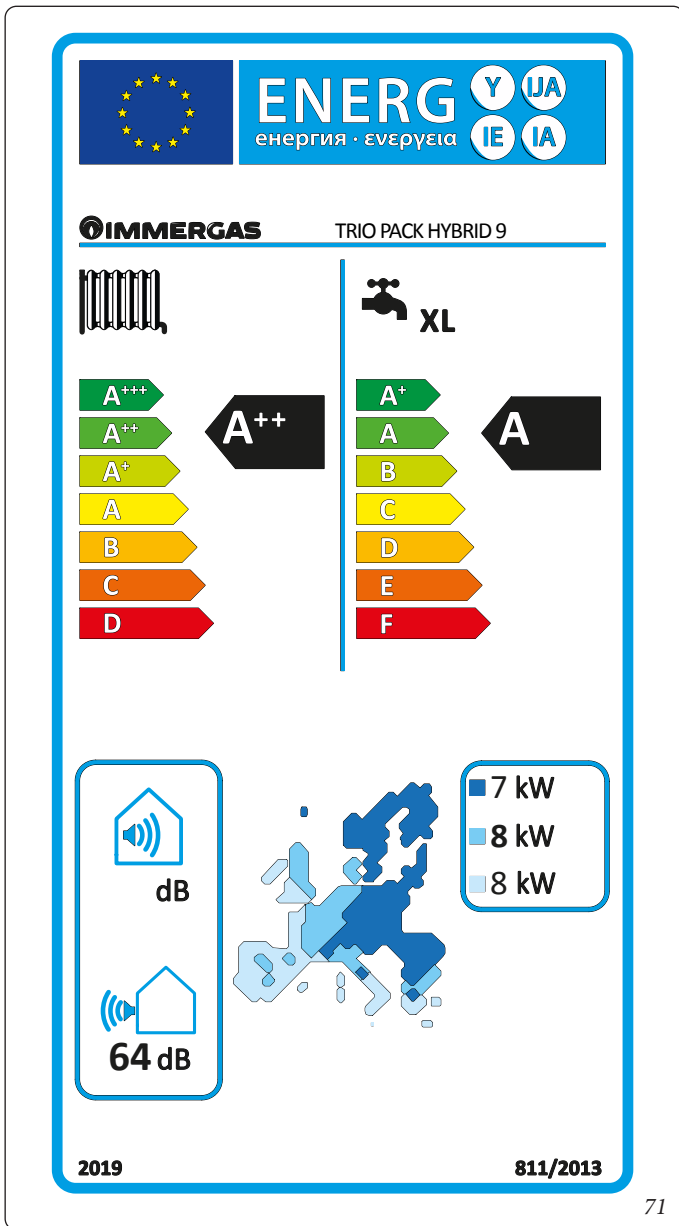 ENERG
енергия · ενεργεια
Y IJA
IE IA
IMMERGAS TRIO PACK HYBRID 9
XL
A+++
A++
A+
A
B
C
D
A++
A+
A
B
C
D
E
F
A
dB
64 dB
7 kW
8 kW
8 kW
2019 811/2013
71